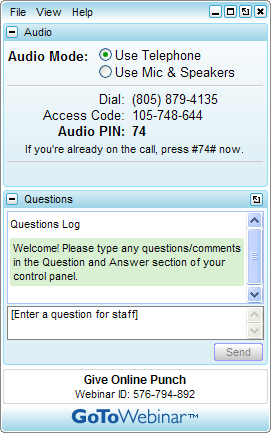 File View Help
Audio
Audio Mode: Use Telephone
Use Mic & Speakers
Dial: (805) 879-4135
Access Code: 105-748-644
Audio PIN: 74
If you're already on the call, press #74# now.
Questions
Questions Log
Welcome! Please type any questions/comments
in the Question and Answer section of your
control panel.
[Enter a question for staff]
Send
Give Online Punch
Webinar ID: 576-794-892
GoToWebinar™